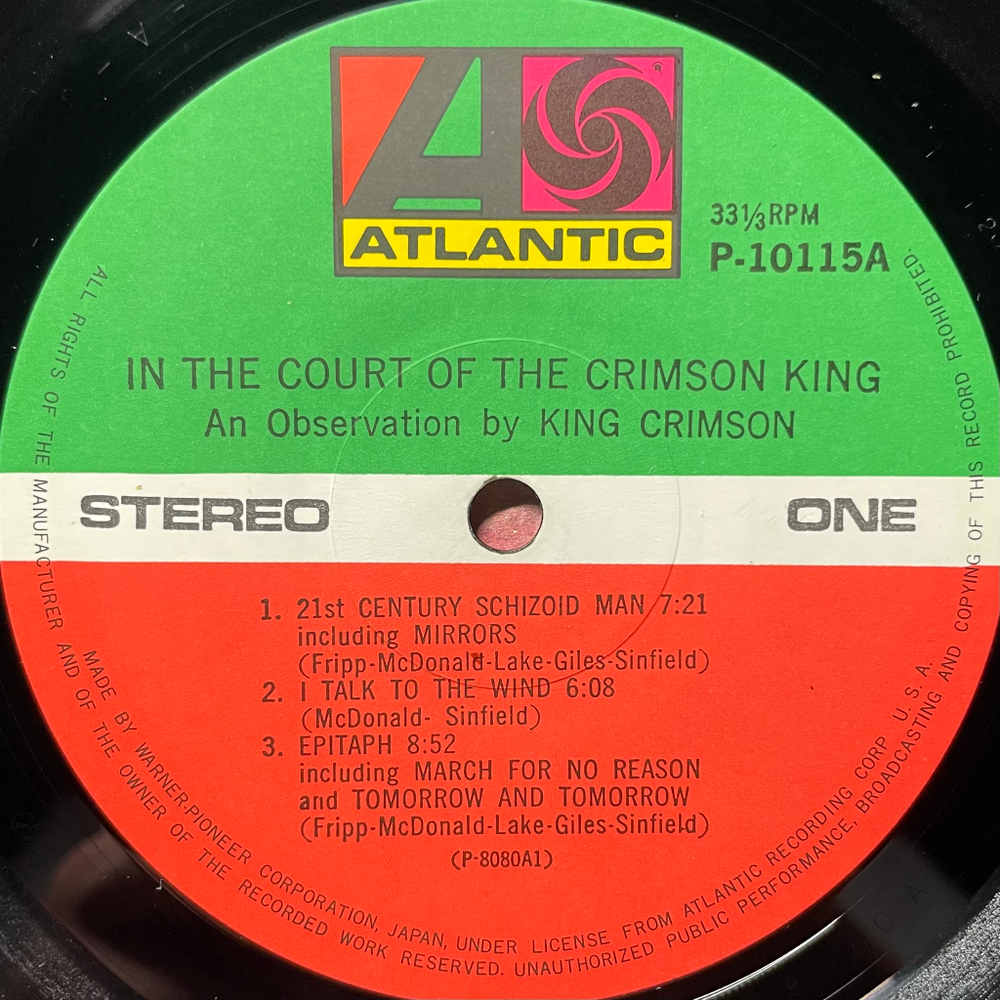 ATLANTIC
®
33⅓RPM
P-10115A
IN THE COURT OF THE CRIMSON KING
An Observation by KING CRIMSON
STEREO
ONE
1. 21st CENTURY SCHIZOID MAN 7:21
including MIRRORS
(Fripp-McDonald-Lake-Giles-Sinfield)
2. I TALK TO THE WIND 6:08
(McDonald- Sinfield)
3. EPITAPH 8:52
including MARCH FOR NO REASON
and TOMORROW AND TOMORROW
(Fripp-McDonald-Lake-Giles-Sinfield)
(P-8080A1)
MADE BY WARNER-PIONEER CORPORATION, JAPAN, UNDER LICENSE FROM ATLANTIC RECORDING CORP U. S. A.
ALL RIGHTS OF THE MANUFACTURER AND OF THE OWNER OF THE RECORDED WORK RESERVED. UNAUTHORIZED PUBLIC PERFORMANCE, BROADCASTING AND COPYING OF THIS RECORD PROHIBITED.